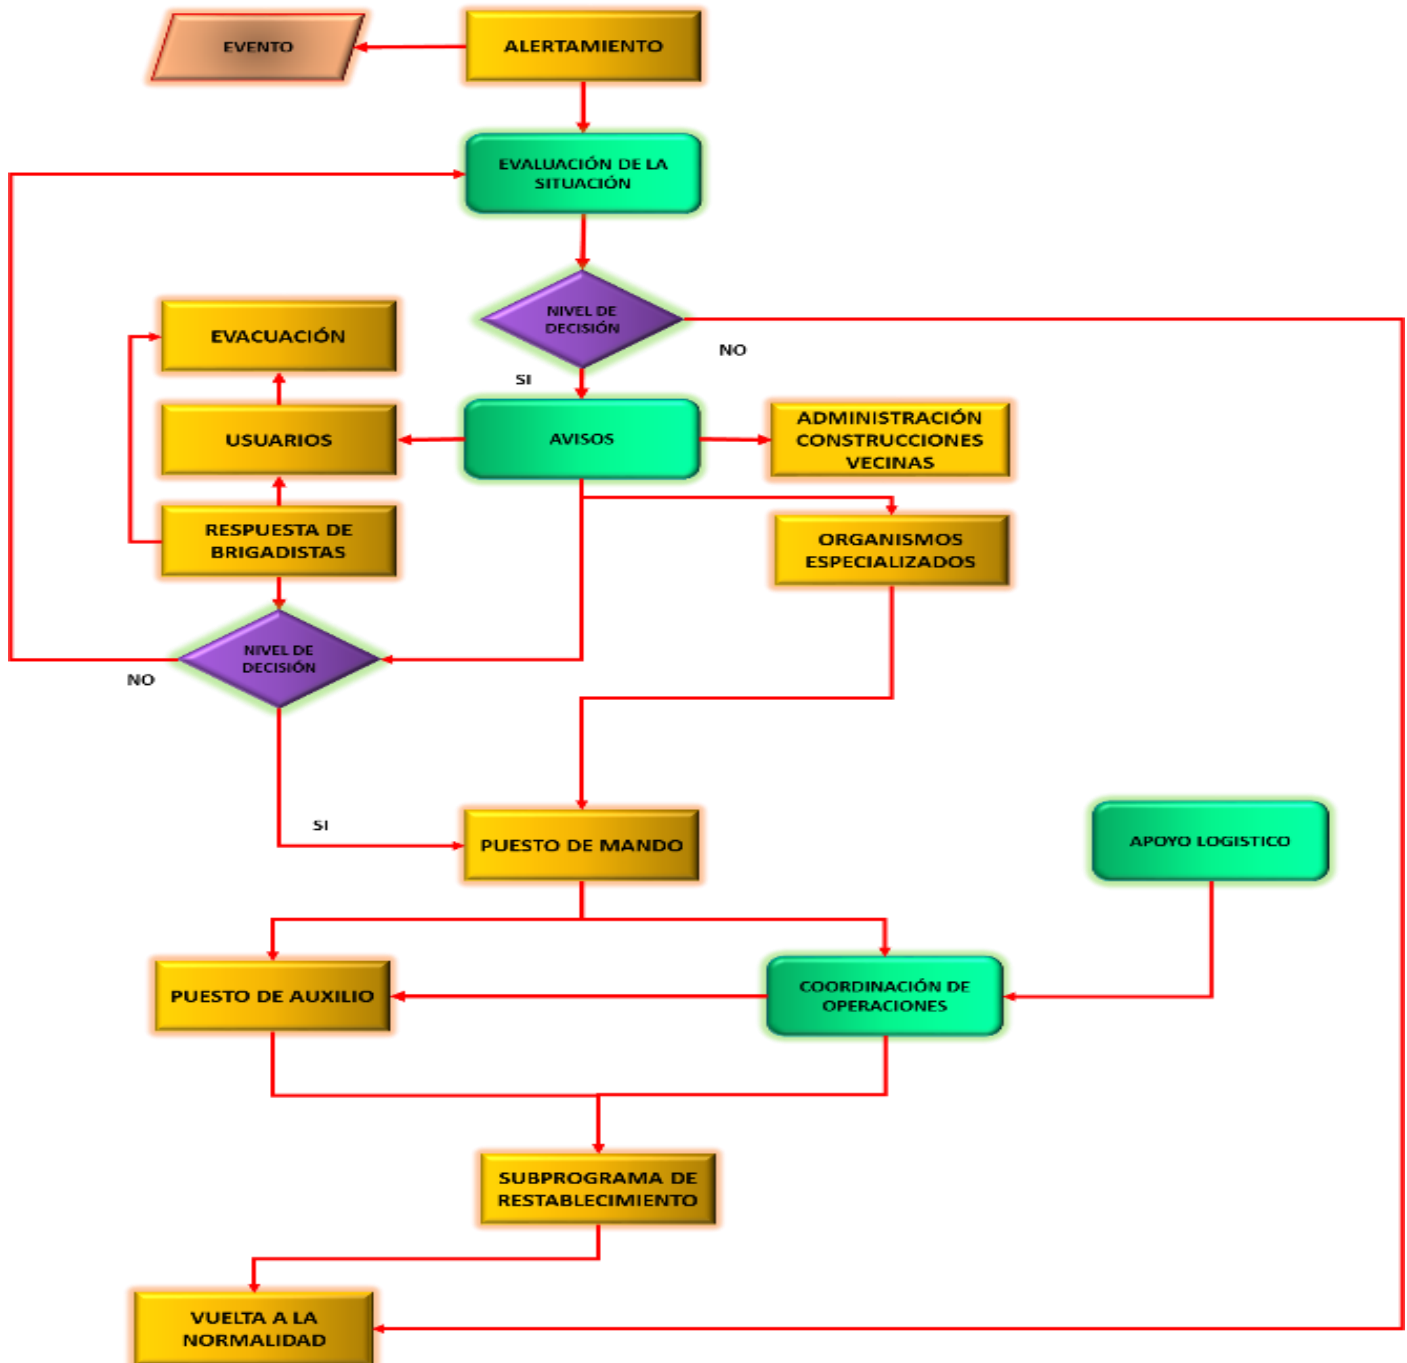 EVENTO
ALERTAMIENTO
EVALUACIÓN DE LA
SITUACIÓN
NIVEL DE
DECISIÓN
NO
SI
EVACUACIÓN
USUARIOS
AVISOS
ADMINISTRACIÓN
CONSTRUCCIONES
VECINAS
RESPUESTA DE
BRIGADISTAS
ORGANISMOS
ESPECIALIZADOS
NIVEL DE
DECISIÓN
NO
SI
PUESTO DE MANDO
APOYO LOGISTICO
PUESTO DE AUXILIO
COORDINACIÓN DE
OPERACIONES
SUBPROGRAMA DE
RESTABLECIMIENTO
VUELTA A LA
NORMALIDAD